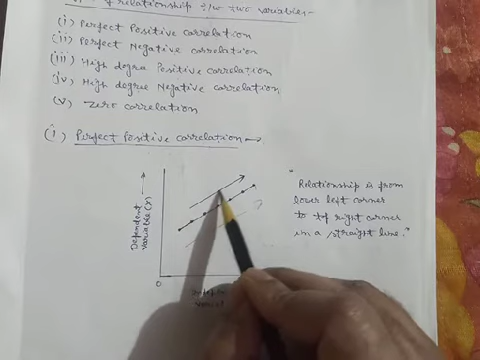 of relationship b/w two variables-
(i) Perfect Positive correlation
(ii) Perfect Negative correlation
(iii) High degree Positive correlation
(iv) High degree Negative correlation
(v) Zero correlation
(i) Perfect Positive correlation →
Dependent
variable (Y)
"Relationship is from
lower left corner
to top right corner
in a straight line."
O